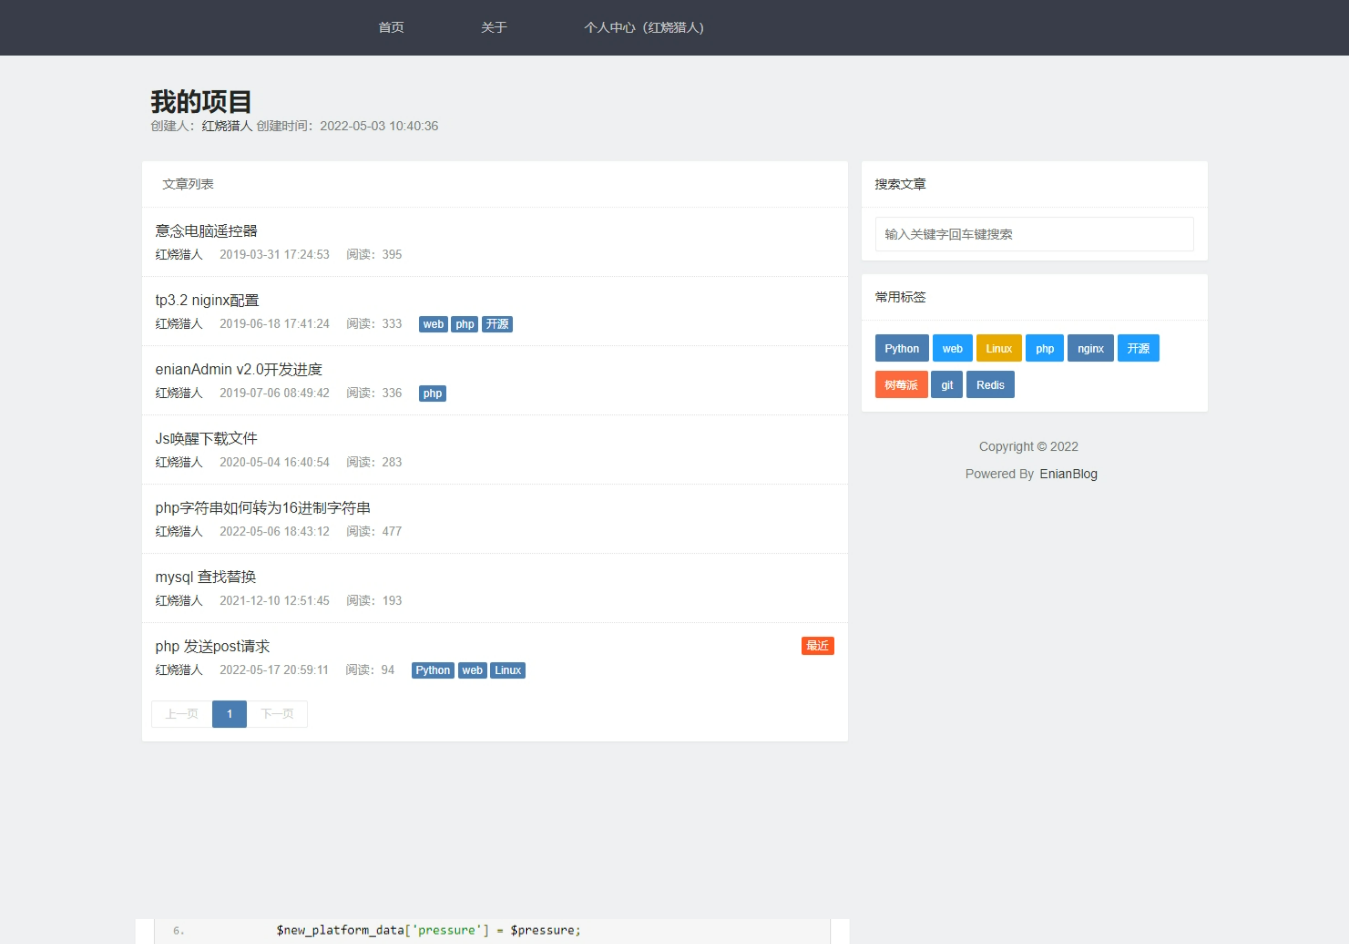 首页 关于 个人中心（红烧猎人）
我的项目
创建人：红烧猎人 创建时间：2022-05-03 10:40:36
文章列表
意念电脑遥控器
红烧猎人 2019-03-31 17:24:53 阅读：395
tp3.2 niginx配置
红烧猎人 2019-06-18 17:41:24 阅读：333 web php 开源
enianAdmin v2.0开发进度
红烧猎人 2019-07-06 08:49:42 阅读：336 php
Js唤醒下载文件
红烧猎人 2020-05-04 16:40:54 阅读：283
php字符串如何转为16进制字符串
红烧猎人 2022-05-06 18:43:12 阅读：477
mysql 查找替换
红烧猎人 2021-12-10 12:51:45 阅读：193
php 发送post请求 最近
红烧猎人 2022-05-17 20:59:11 阅读：94 Python web Linux
上一页 1 下一页
搜索文章
输入关键字回车键搜索
常用标签
Python web Linux php nginx 开源
树莓派 git Redis
Copyright © 2022
Powered By EnianBlog
6. $new_platform_data['pressure'] = $pressure;